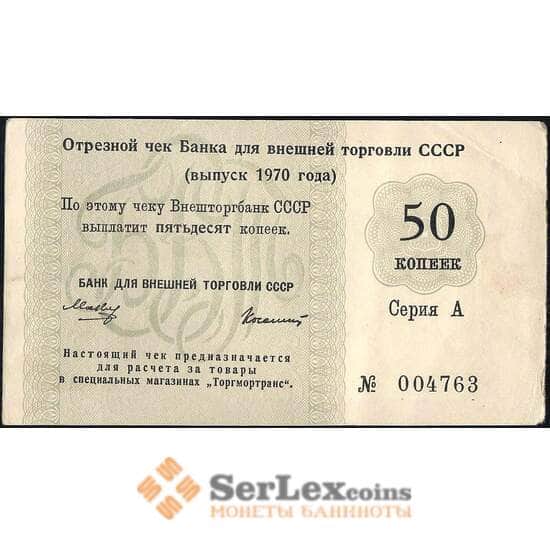 Отрезной чек Банка для внешней торговли СССР
(выпуск 1970 года)
По этому чеку Внешторгбанк СССР
выплатит пятьдесят копеек.
50
КОПЕЕК
БАНК ДЛЯ ВНЕШНЕЙ ТОРГОВЛИ СССР
Серия А
Настоящий чек предназначается
для расчета за товары
в специальных магазинах „Торгмортранс“.
№ 004763
SerLexcoins
МОНЕТЫ БАНКНОТЫ